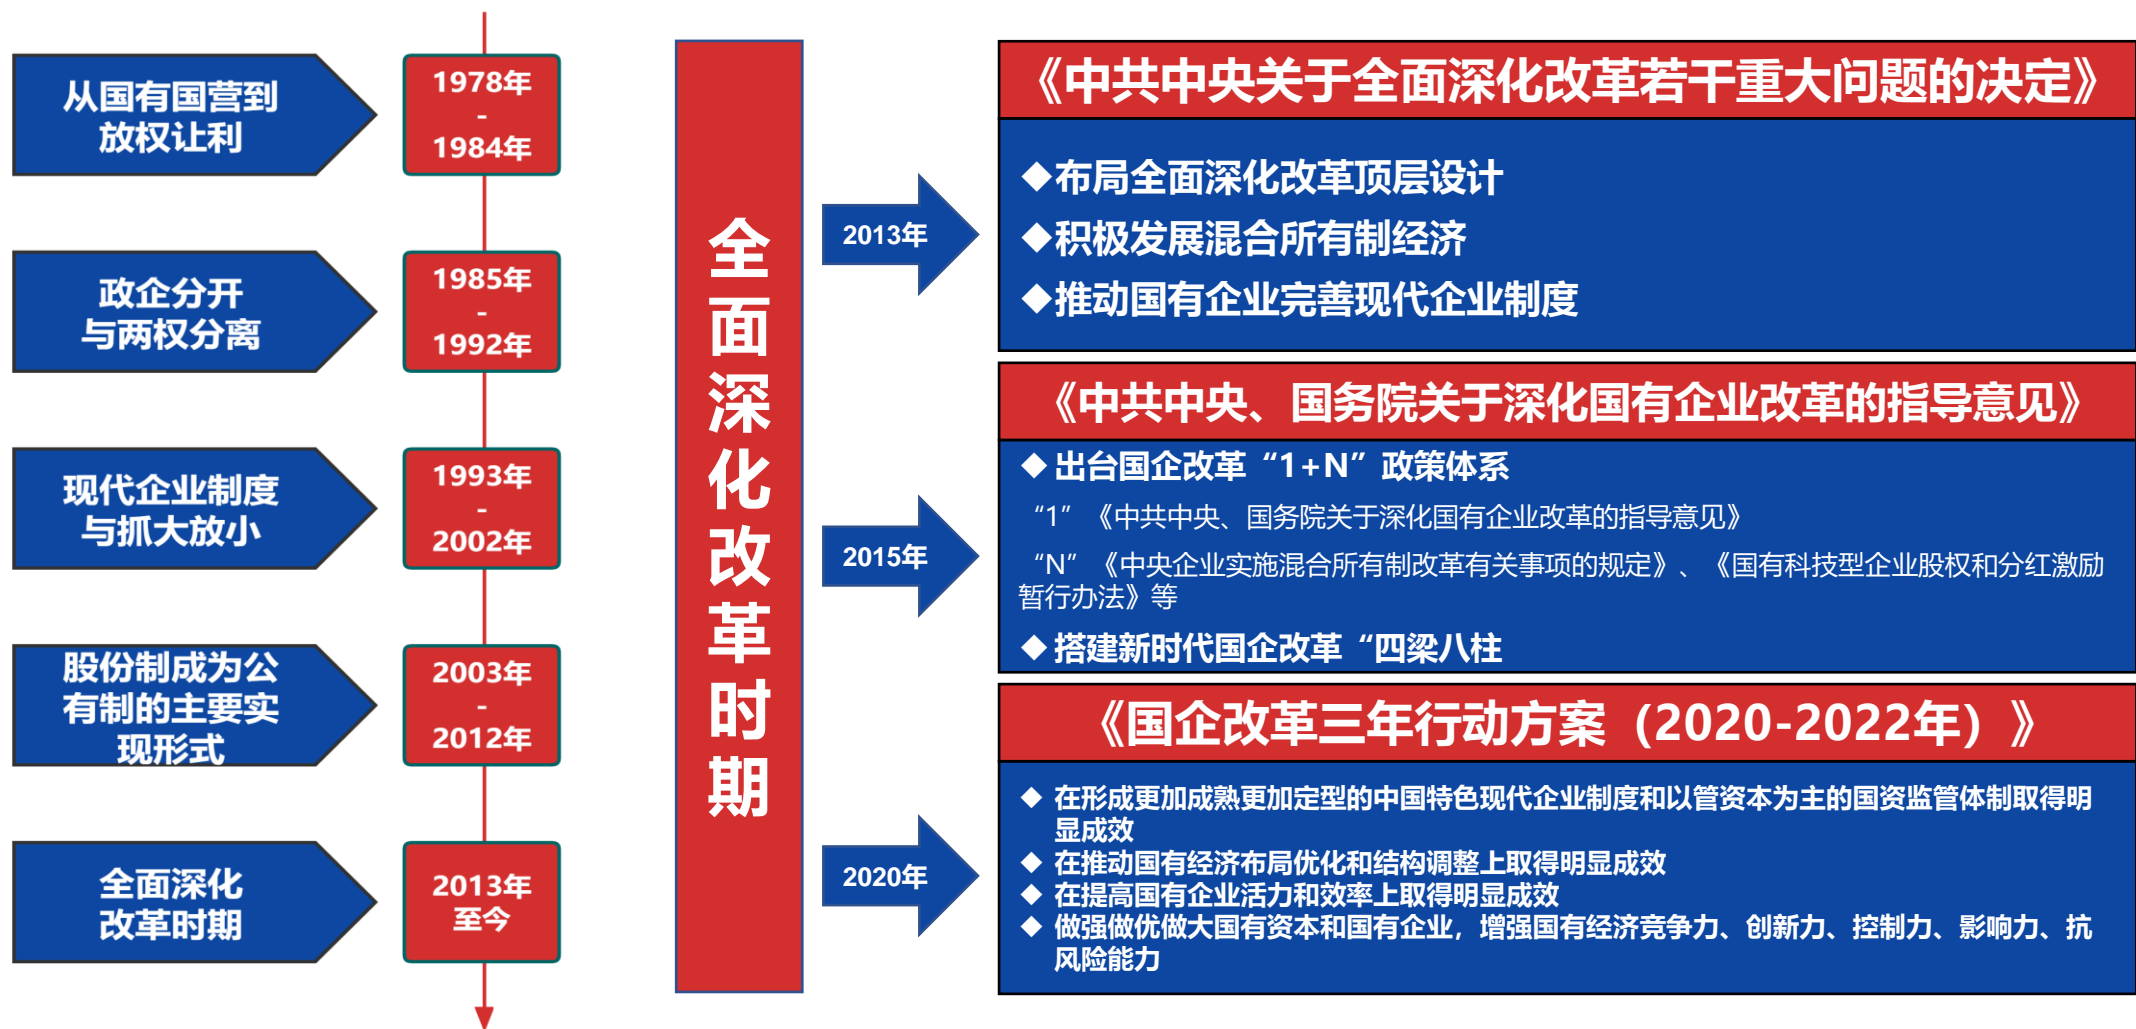 从国有国营到
放权让利
1978年
-
1984年
政企分开
与两权分离
1985年
-
1992年
现代企业制度
与抓大放小
1993年
-
2002年
股份制成为公
有制的主要实
现形式
2003年
-
2012年
全面深化
改革时期
2013年
至今
全面深化改革时期
2013年
《中共中央关于全面深化改革若干重大问题的决定》
◆布局全面深化改革顶层设计
◆积极发展混合所有制经济
◆推动国有企业完善现代企业制度
2015年
《中共中央、国务院关于深化国有企业改革的指导意见》
◆ 出台国企改革“1+N”政策体系
“1”《中共中央、国务院关于深化国有企业改革的指导意见》
“N”《中央企业实施混合所有制改革有关事项的规定》、《国有科技型企业股权和分红激励
暂行办法》等
◆ 搭建新时代国企改革“四梁八柱
2020年
《国企改革三年行动方案（2020-2022年）》
◆ 在形成更加成熟更加定型的中国特色现代企业制度和以管资本为主的国资监管体制取得明
显成效
◆ 在推动国有经济布局优化和结构调整上取得明显成效
◆ 在提高国有企业活力和效率上取得明显成效
◆ 做强做优做大国有资本和国有企业，增强国有经济竞争力、创新力、控制力、影响力、抗
风险能力